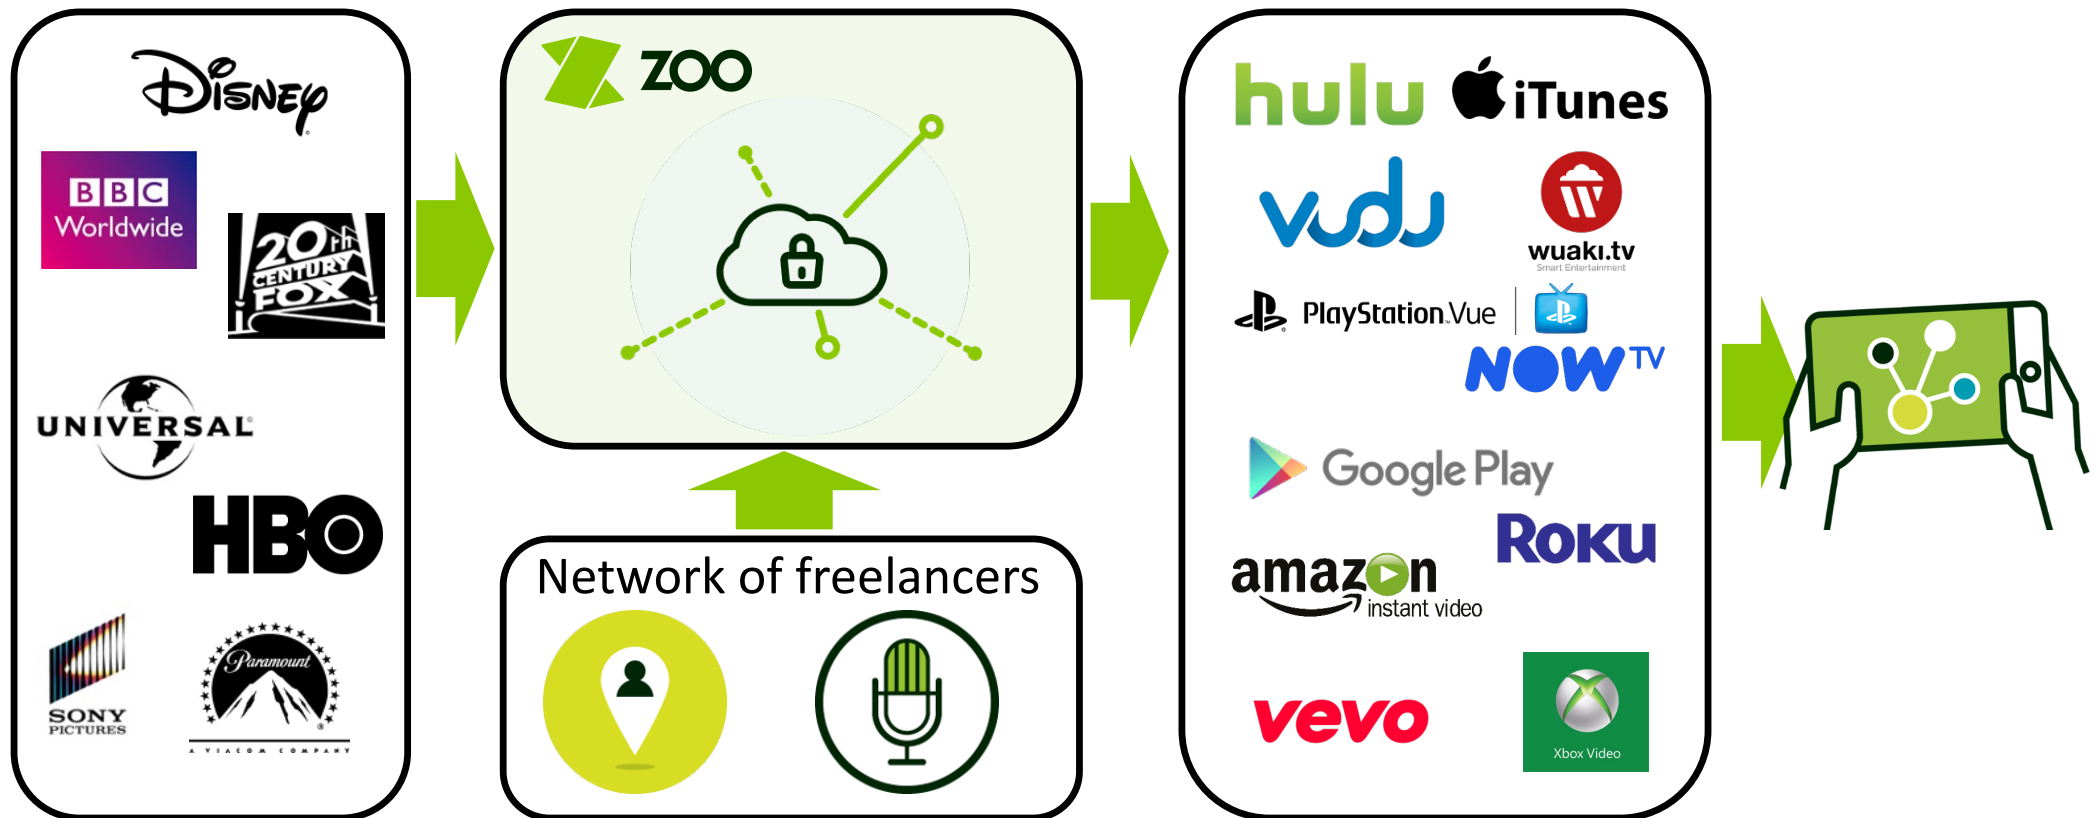 Disney
BBC
Worldwide
20th
CENTURY
FOX
UNIVERSAL
HBO
SONY
PICTURES
Paramount
A VIACOM COMPANY
ZOO
Network of freelancers
hulu
iTunes
vudu
wuaki.tv
Smart Entertainment
PlayStation Vue
NOW TV
Google Play
ROKU
amazon
instant video
vevo
Xbox Video